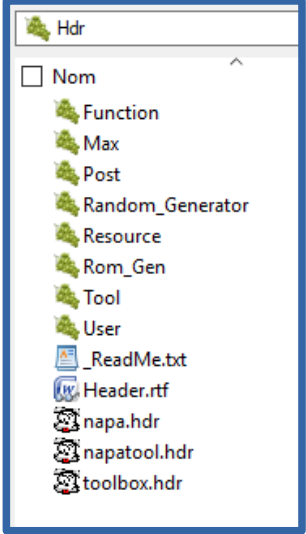 Hdr
Nom
Function
Max
Post
Random_Generator
Resource
Rom_Gen
Tool
User
_ReadMe.txt
Header.rtf
napa.hdr
napatool.hdr
toolbox.hdr